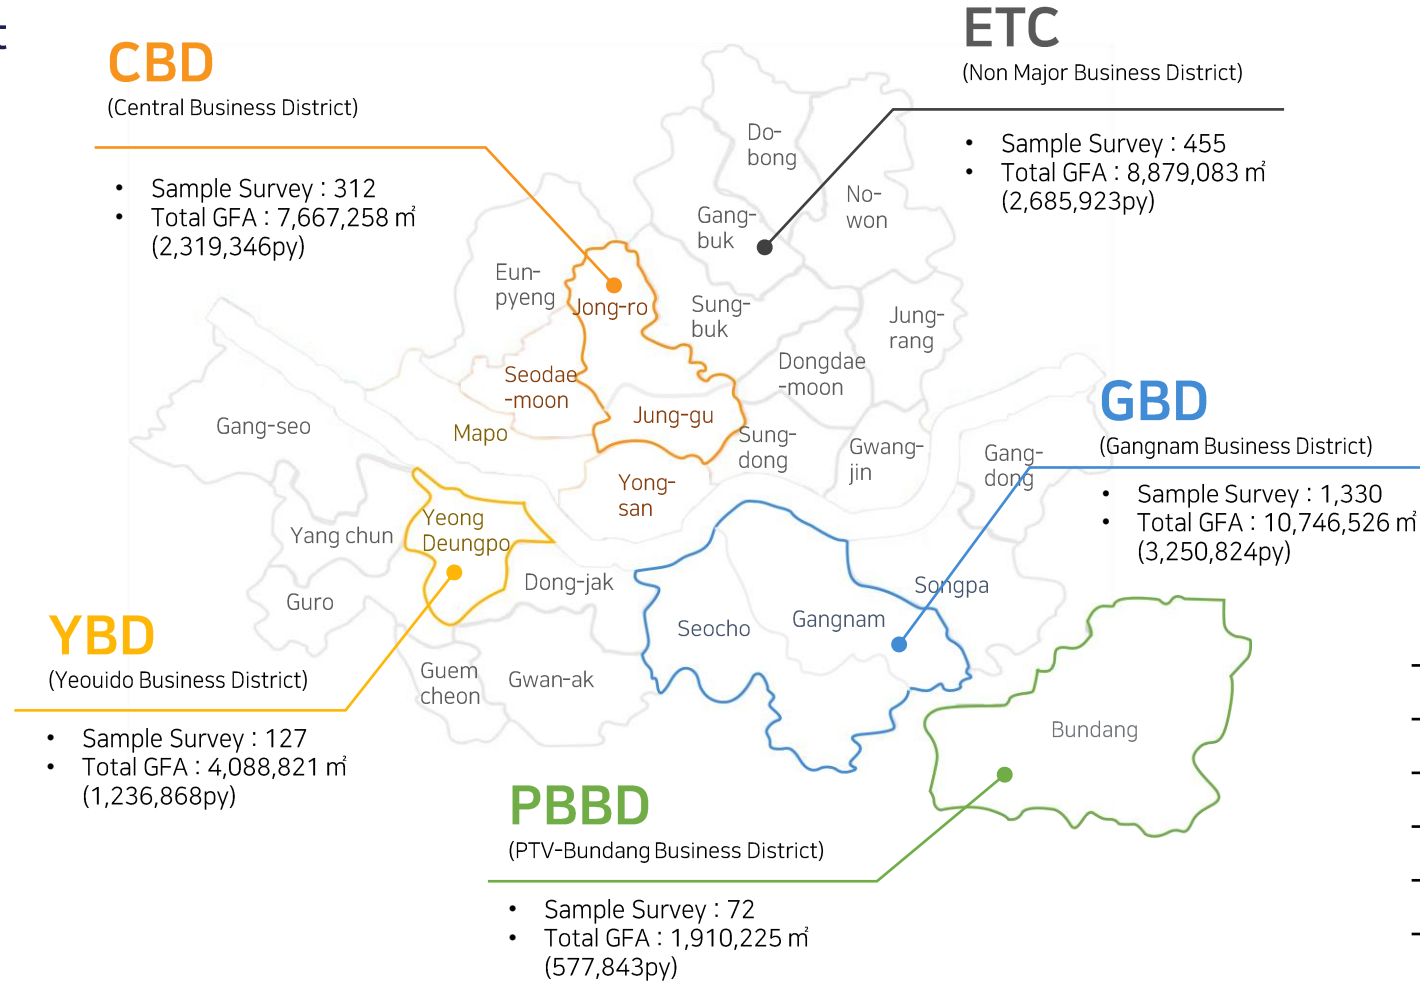 CBD
(Central Business District)
• Sample Survey : 312
• Total GFA : 7,667,258 ㎡
(2,319,346py)
ETC
(Non Major Business District)
• Sample Survey : 455
• Total GFA : 8,879,083 ㎡
(2,685,923py)
Do-
bong
No-
won
Gang-
buk
Eun-
pyeng
Jong-ro
Sung-
buk
Jung-
rang
Dongdae
-moon
Seodae
-moon
Jung-gu
Gang-seo
Mapo
Sung-
dong
Gwang-
jin
Gang-
dong
GBD
(Gangnam Business District)
• Sample Survey : 1,330
• Total GFA : 10,746,526 ㎡
(3,250,824py)
Yong-
san
Yeong
Deungpo
Yang chun
Dong-jak
Songpa
Guro
Seocho
Gangnam
YBD
(Yeouido Business District)
• Sample Survey : 127
• Total GFA : 4,088,821 ㎡
(1,236,868py)
Guem
cheon
Gwan-ak
Bundang
PBBD
(PTV-Bundang Business District)
• Sample Survey : 72
• Total GFA : 1,910,225 ㎡
(577,843py)